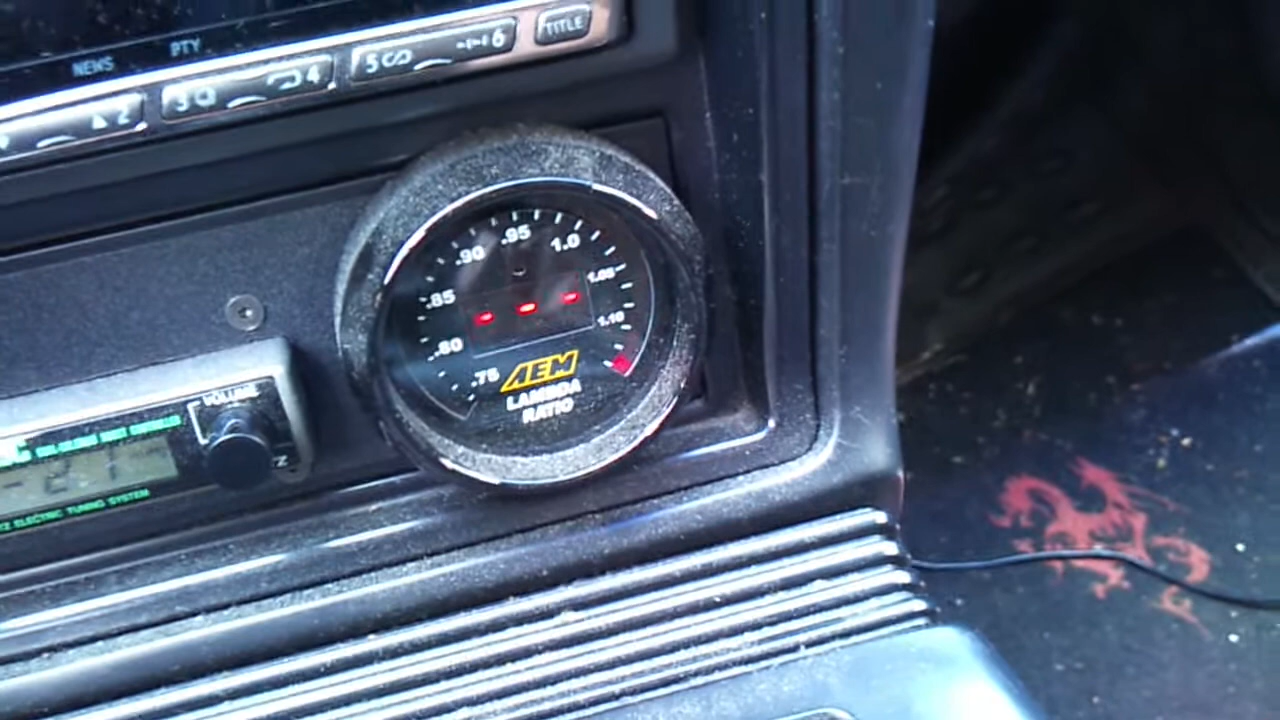 TITLE
NEWS PTY
2 3 4 5 6
.95
.90 1.0
1.05
.85
1.10
.80
---
.75
AEM
LAMBDA
RATIO
VOLUME
ELECTRIC TUNING SYSTEM